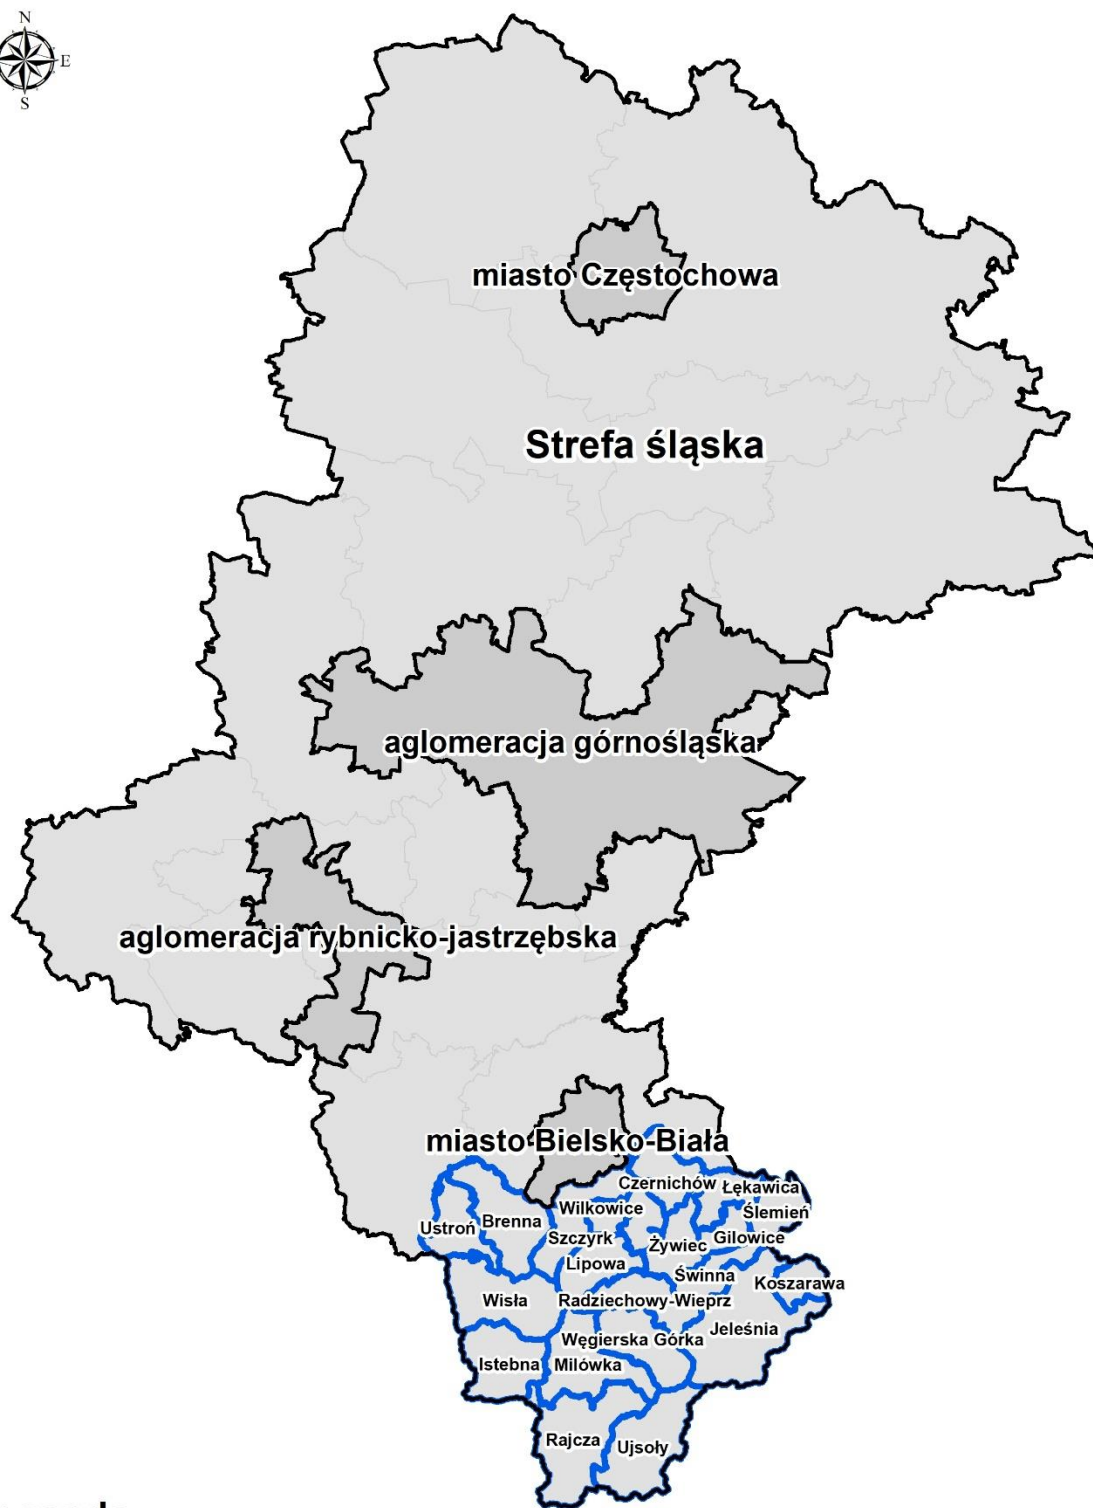 N
E
S
miasto Częstochowa
Strefa śląska
aglomeracja górnośląska
aglomeracja rybnicko-jastrzębska
miasto Bielsko-Biała
Czernichów
Łękawica
Wilkowice
Ślemień
Ustroń
Brenna
Szczyrk
Żywiec
Gilowice
Lipowa
Świnna
Koszarawa
Wisła
Radziechowy-Wieprz
Jeleśnia
Węgierska Górka
Istebna
Milówka
Rajcza
Ujsoły